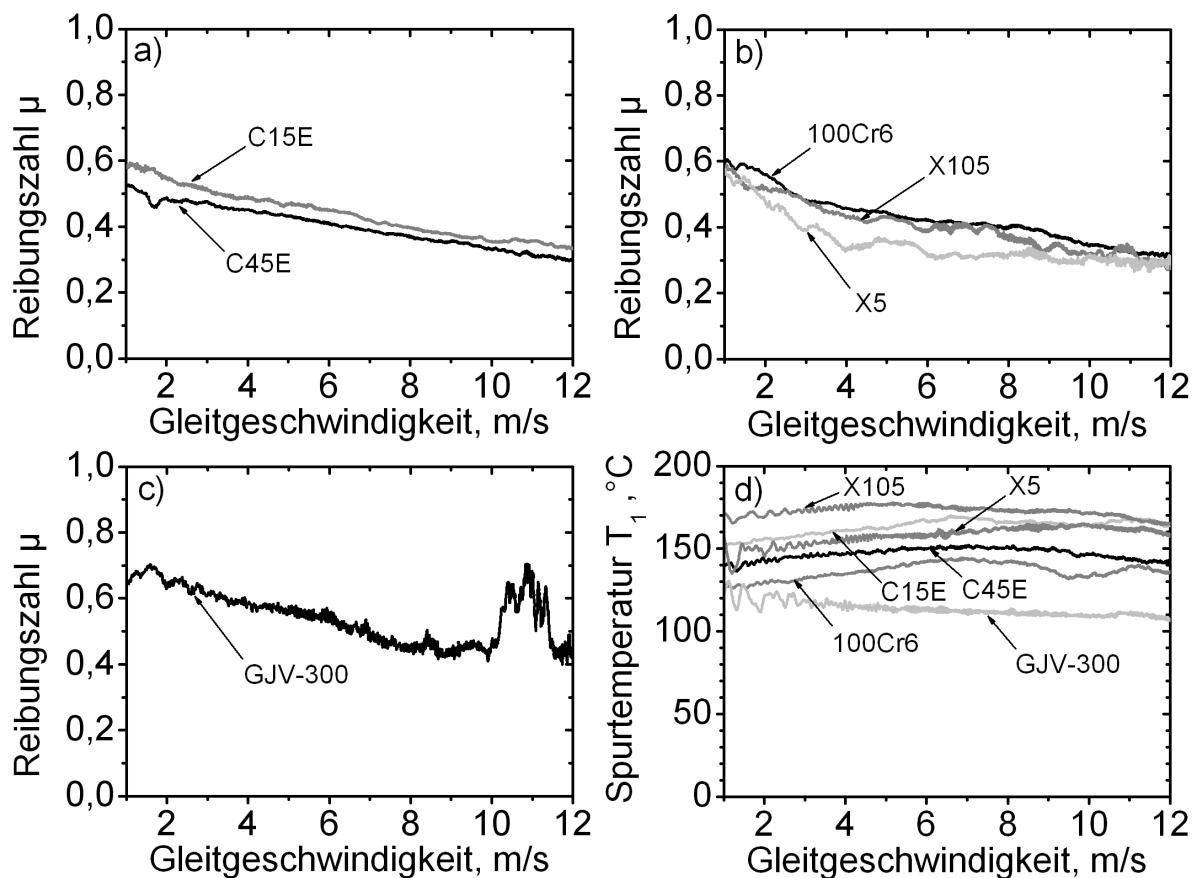 a)
1,0
0,8
0,6
0,4
0,2
0,0
Reibungszahl µ
C15E
C45E
2 4 6 8 10 12
Gleitgeschwindigkeit, m/s
b)
1,0
0,8
0,6
0,4
0,2
0,0
Reibungszahl µ
100Cr6
X105
X5
2 4 6 8 10 12
Gleitgeschwindigkeit, m/s
c)
1,0
0,8
0,6
0,4
0,2
0,0
Reibungszahl µ
GJV-300
2 4 6 8 10 12
Gleitgeschwindigkeit, m/s
d)
200
150
100
50
0
Spurtemperatur T1 ,°C
X105
X5
C15E
C45E
100Cr6
GJV-300
2 4 6 8 10 12
Gleitgeschwindigkeit, m/s